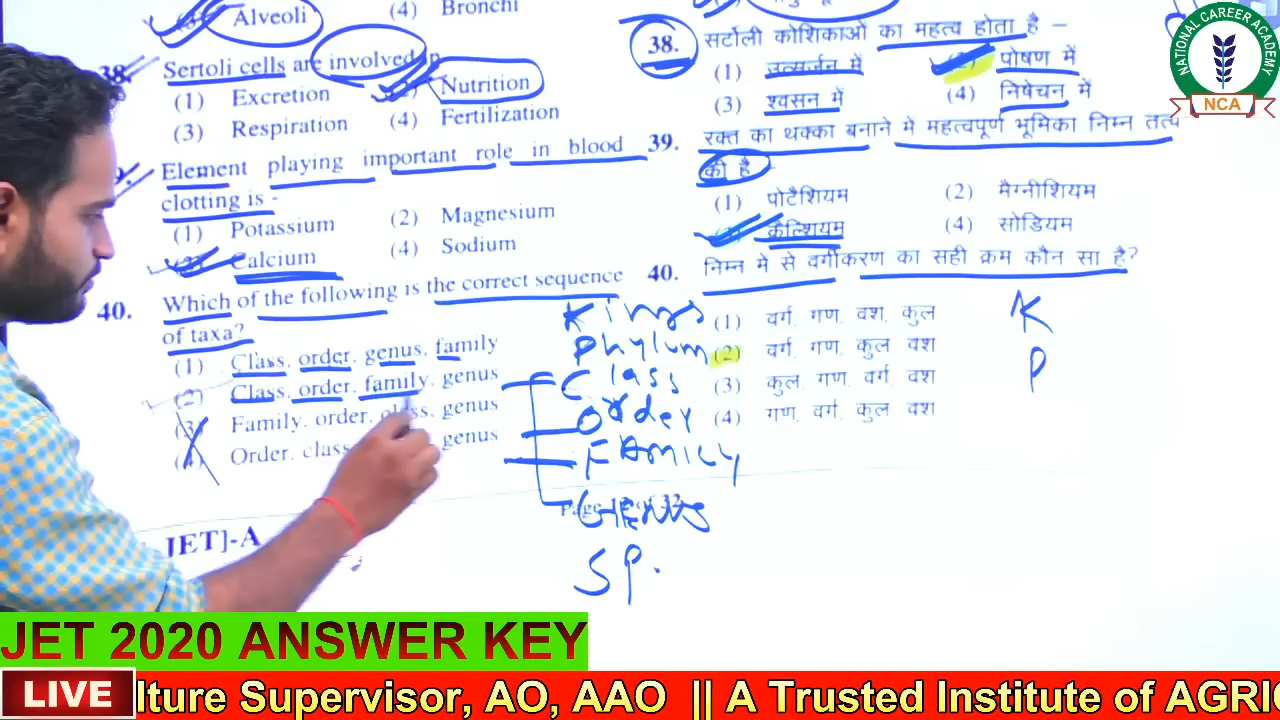 Alveoli (4) Bronchi
38. Sertoli cells are involved in
(1) Excretion Nutrition
(3) Respiration (4) Fertilization
Element playing important role in blood
clotting is -
(1) Potassium (2) Magnesium
Calcium (4) Sodium
40. Which of the following is the correct sequence
of taxa?
(1) Class, order, genus, family
(2) Class, order, family, genus
(3) Family, order, class, genus
(4) Order, class genus
JET]-A
38. सर्टोली कोशिकाओ का महत्व होता है –
(1) उत्सर्जन में पोषण में
(3) श्वसन में (4) निषेचन में
39. रक्त का थक्का बनाने मे महत्वपूर्ण भूमिका निम्न तत्य
की है -
(1) पोटैशियम (2) मैग्नीशियम
कैल्शियम (4) सोडियम
40. निम्न मे से वर्गीकरण का सही क्रम कौन सा है?
(1) वर्ग, गण, वश, कुल
(2) वर्ग, गण, कुल वश
(3) कुल, गण, वर्ग, वश
(4) गण, वर्ग, कुल वश
Phylum
Class
Order
FAMILY
GENUS
SP.
K
P
NATIONAL CAREER ACADEMY
NCA
JET 2020 ANSWER KEY
LIVE
lture Supervisor, AO, AAO || A Trusted Institute of AGRIC